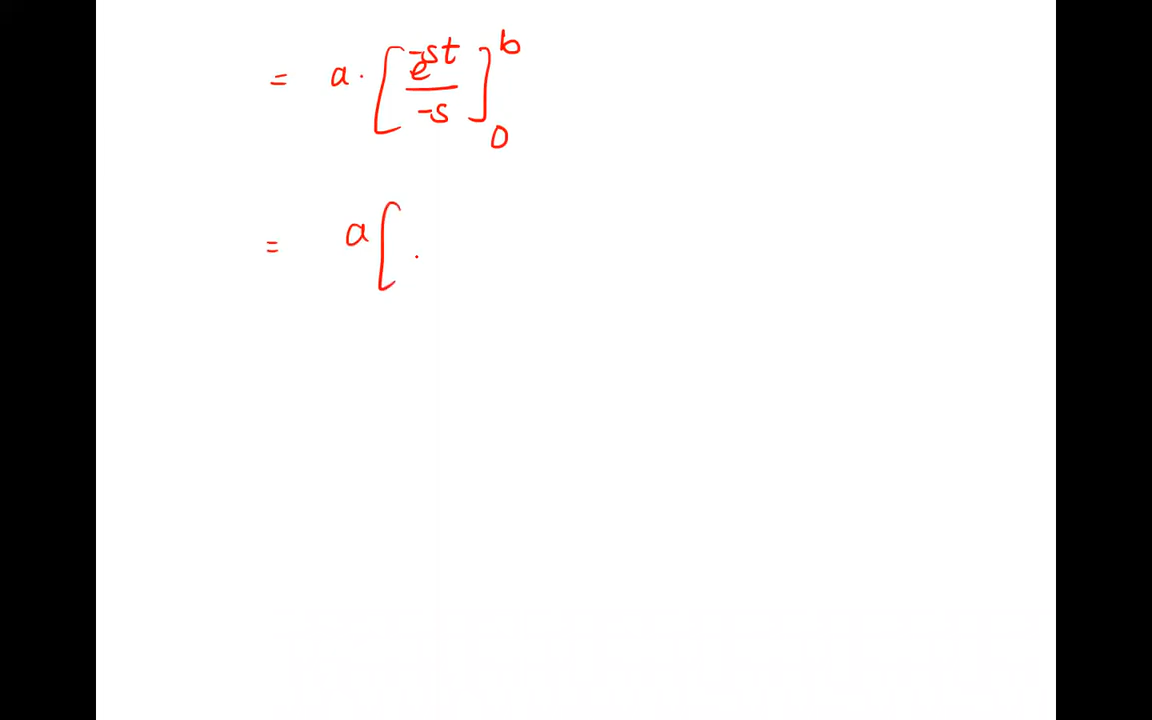 = a · [ e^-st / -s ]_0^b
= a [ .